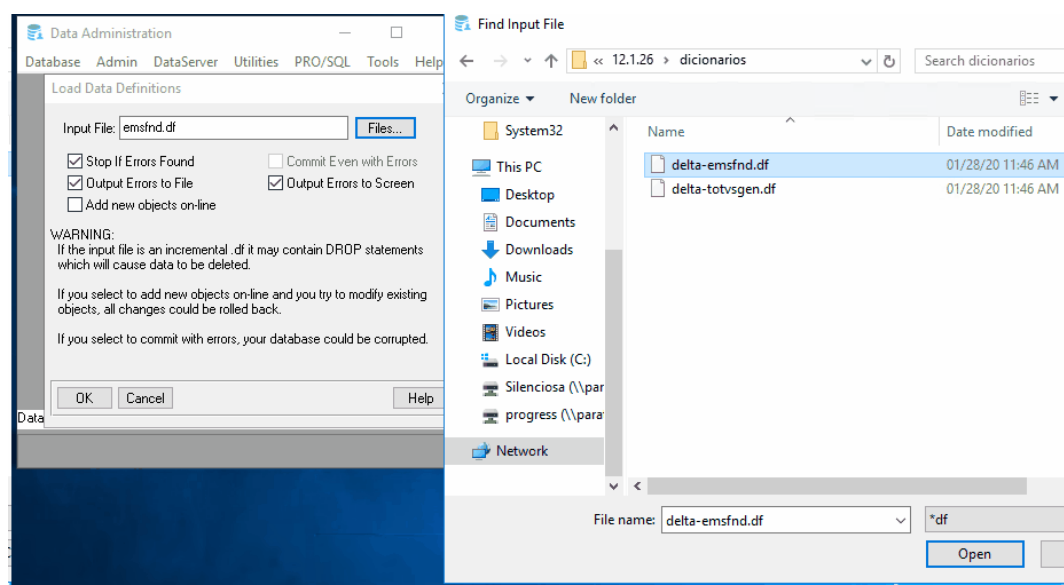 Data Administration
Database Admin DataServer Utilities PRO/SQL Tools Help
Load Data Definitions
Input File: emsfnd.df Files...
Stop If Errors Found Commit Even with Errors
Output Errors to File Output Errors to Screen
Add new objects on-line
WARNING:
If the input file is an incremental .df it may contain DROP statements
which will cause data to be deleted.
If you select to add new objects on-line and you try to modify existing
objects, all changes could be rolled back.
If you select to commit with errors, your database could be corrupted.
OK Cancel Help
Data
Find Input File
« 12.1.26 › dicionarios Search dicionarios
Organize New folder
Name Date modified
System32
This PC
Desktop
Documents
Downloads
Music
Pictures
Videos
Local Disk (C:)
Silenciosa (\\par
progress (\\para
Network
delta-emsfnd.df 01/28/20 11:46 AM
delta-totvsgen.df 01/28/20 11:46 AM
File name: delta-emsfnd.df *df
Open